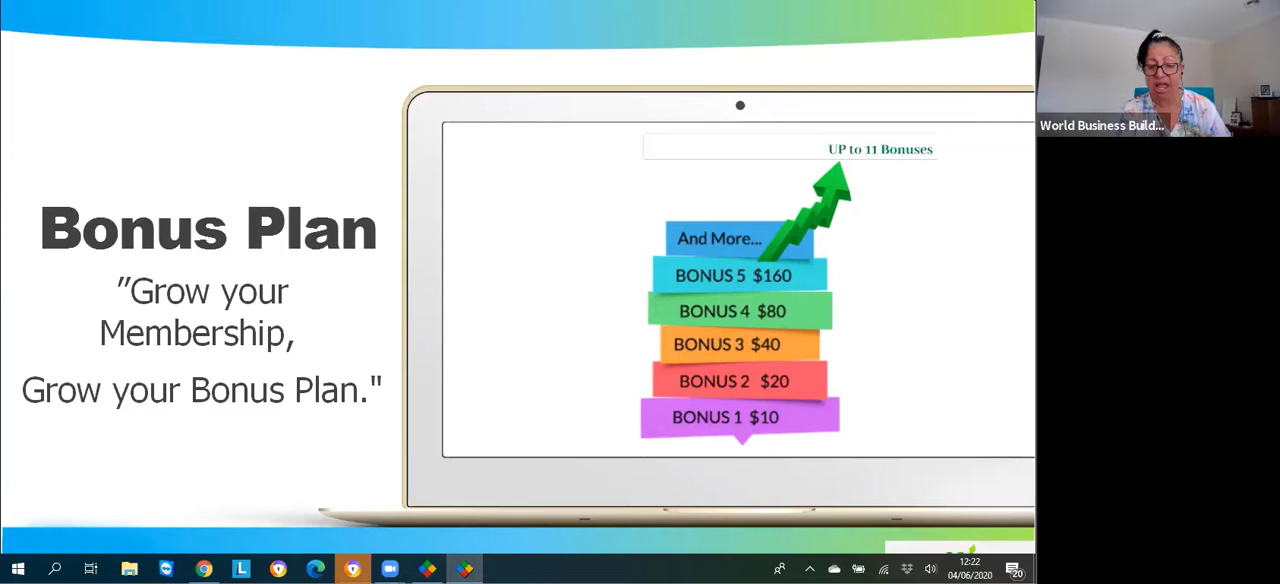 Bonus Plan
”Grow your
Membership,
Grow your Bonus Plan."
UP to 11 Bonuses
And More...
BONUS 5 $160
BONUS 4 $80
BONUS 3 $40
BONUS 2 $20
BONUS 1 $10
World Business Build...
L
12:22
04/06/2020
20